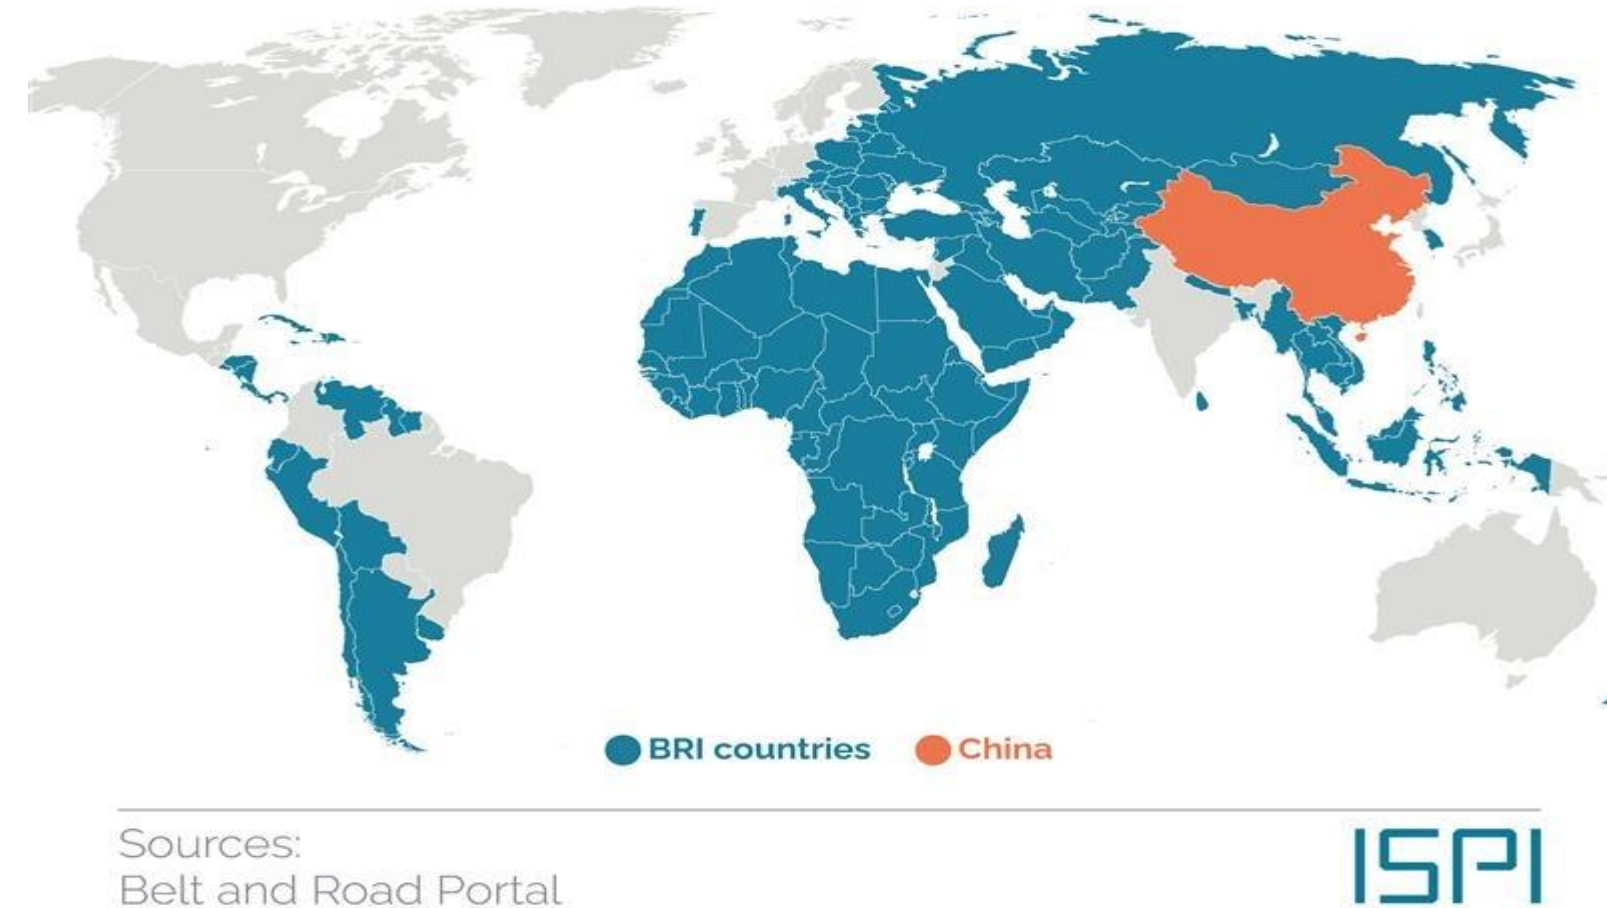 BRI countries
China
Sources:
Belt and Road Portal
ISPI